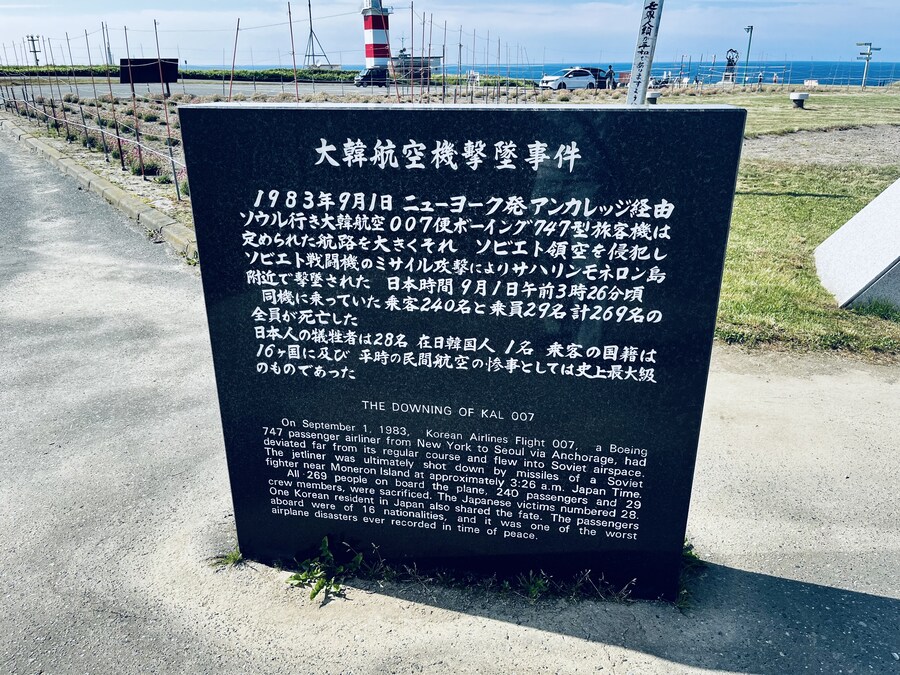 世界人類が平和でありますように
大韓航空機撃墜事件
1983年9月1日 ニューヨーク発アンカレッジ経由
ソウル行き大韓航空007便ボーイング747型旅客機は
定められた航路を大きくそれ ソビエト領空を侵犯し
ソビエト戦闘機のミサイル攻撃によりサハリンモネロン島
附近で撃墜された 日本時間9月1日午前3時26分頃
同機に乗っていた乗客240名と乗員29名計269名の
全員が死亡した
日本人の犠牲者は28名 在日韓国人 1名 乗客の国籍は
16ヶ国に及び 平時の民間航空の惨事としては史上最大級
のものであった
THE DOWNING OF KAL 007
On September 1, 1983, Korean Airlines Flight 007, a Boeing
747 passenger airliner from New York to Seoul via Anchorage, had
deviated far from its regular course and flew into Soviet airspace.
The jetliner was ultimately shot down by missiles of a Soviet
fighter near Moneron Island at approximately 3:26 a.m. Japan Time.
All 269 people on board the plane, 240 passengers and 29
crew members, were sacrificed. The Japanese victims numbered 28.
One Korean resident in Japan also shared the fate. The passengers
aboard were of 16 nationalities, and it was one of the worst
airplane disasters ever recorded in time of peace.